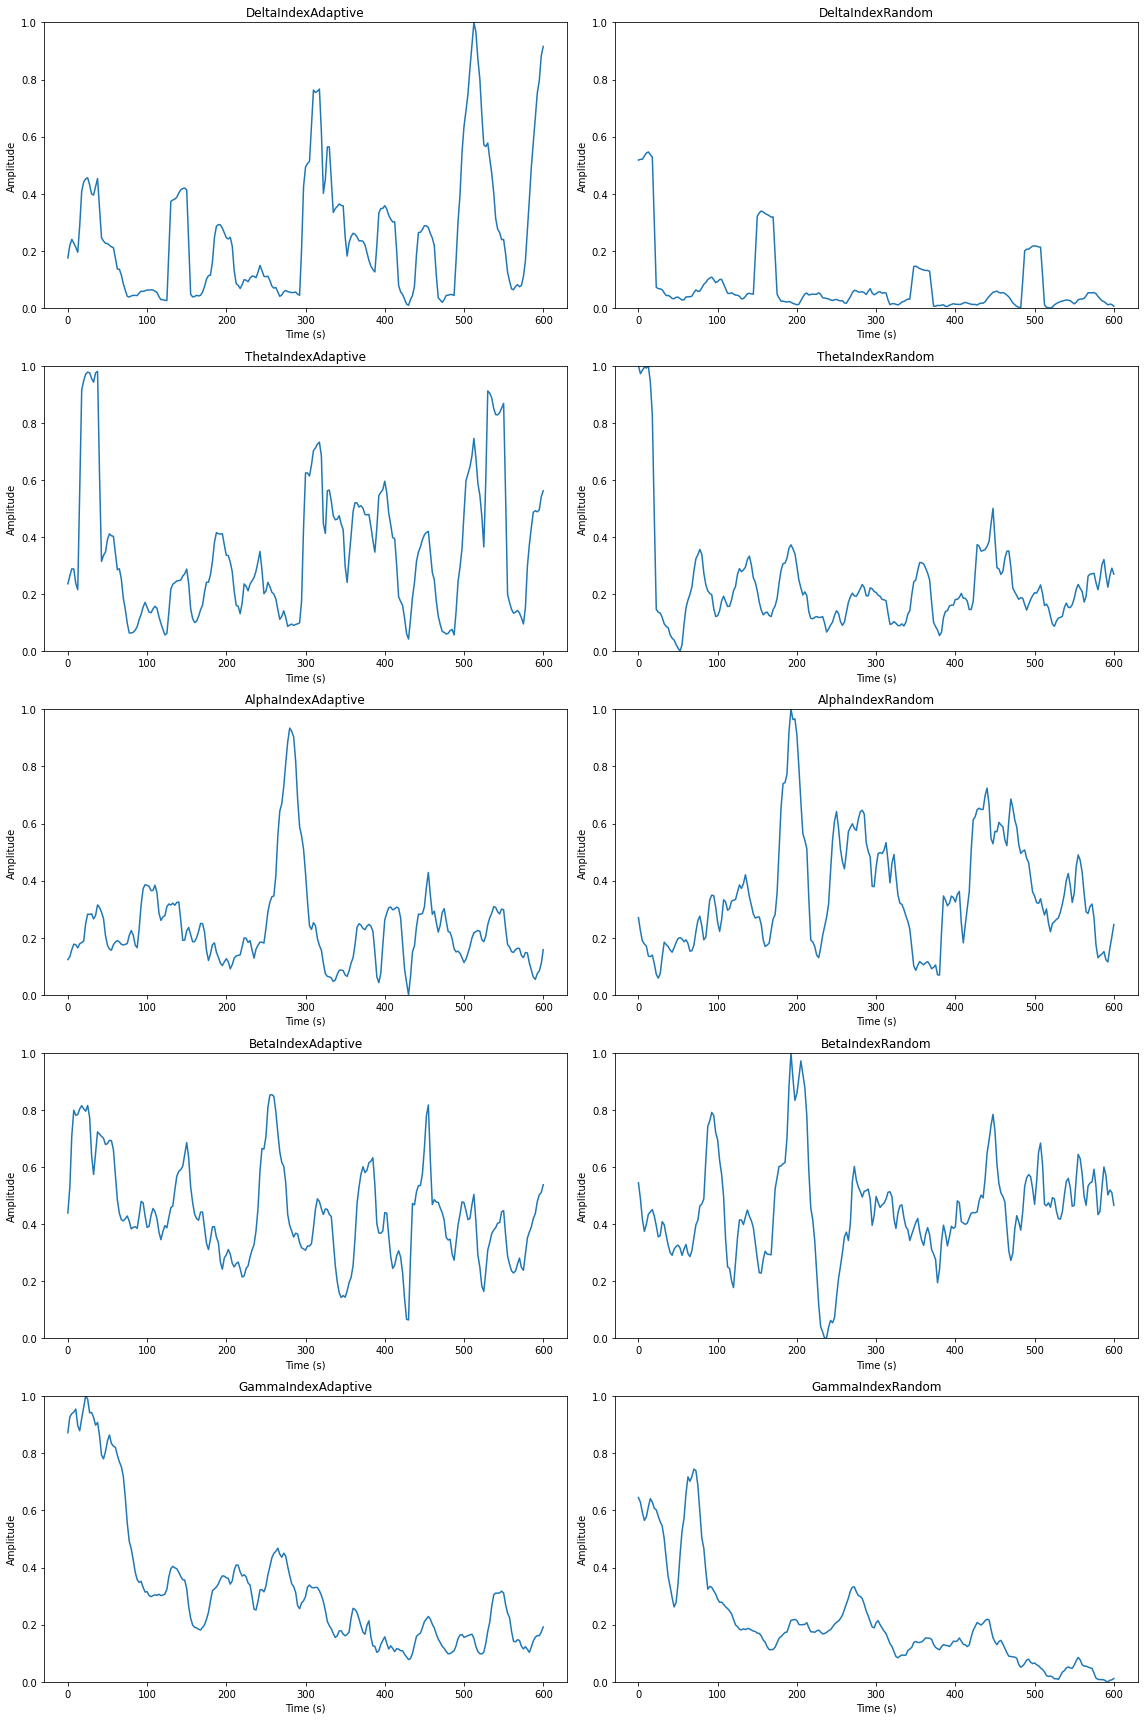 DeltaIndexAdaptive
1.0
0.8
0.6
0.4
0.2
0.0
Amplitude
0 100 200 300 400 500 600
Time (s)
DeltaIndexRandom
1.0
0.8
0.6
0.4
0.2
0.0
Amplitude
0 100 200 300 400 500 600
Time (s)
ThetaIndexAdaptive
1.0
0.8
0.6
0.4
0.2
0.0
Amplitude
0 100 200 300 400 500 600
Time (s)
ThetaIndexRandom
1.0
0.8
0.6
0.4
0.2
0.0
Amplitude
0 100 200 300 400 500 600
Time (s)
AlphaIndexAdaptive
1.0
0.8
0.6
0.4
0.2
0.0
Amplitude
0 100 200 300 400 500 600
Time (s)
AlphaIndexRandom
1.0
0.8
0.6
0.4
0.2
0.0
Amplitude
0 100 200 300 400 500 600
Time (s)
BetaIndexAdaptive
1.0
0.8
0.6
0.4
0.2
0.0
Amplitude
0 100 200 300 400 500 600
Time (s)
BetaIndexRandom
1.0
0.8
0.6
0.4
0.2
0.0
Amplitude
0 100 200 300 400 500 600
Time (s)
GammaIndexAdaptive
1.0
0.8
0.6
0.4
0.2
0.0
Amplitude
0 100 200 300 400 500 600
Time (s)
GammaIndexRandom
1.0
0.8
0.6
0.4
0.2
0.0
Amplitude
0 100 200 300 400 500 600
Time (s)